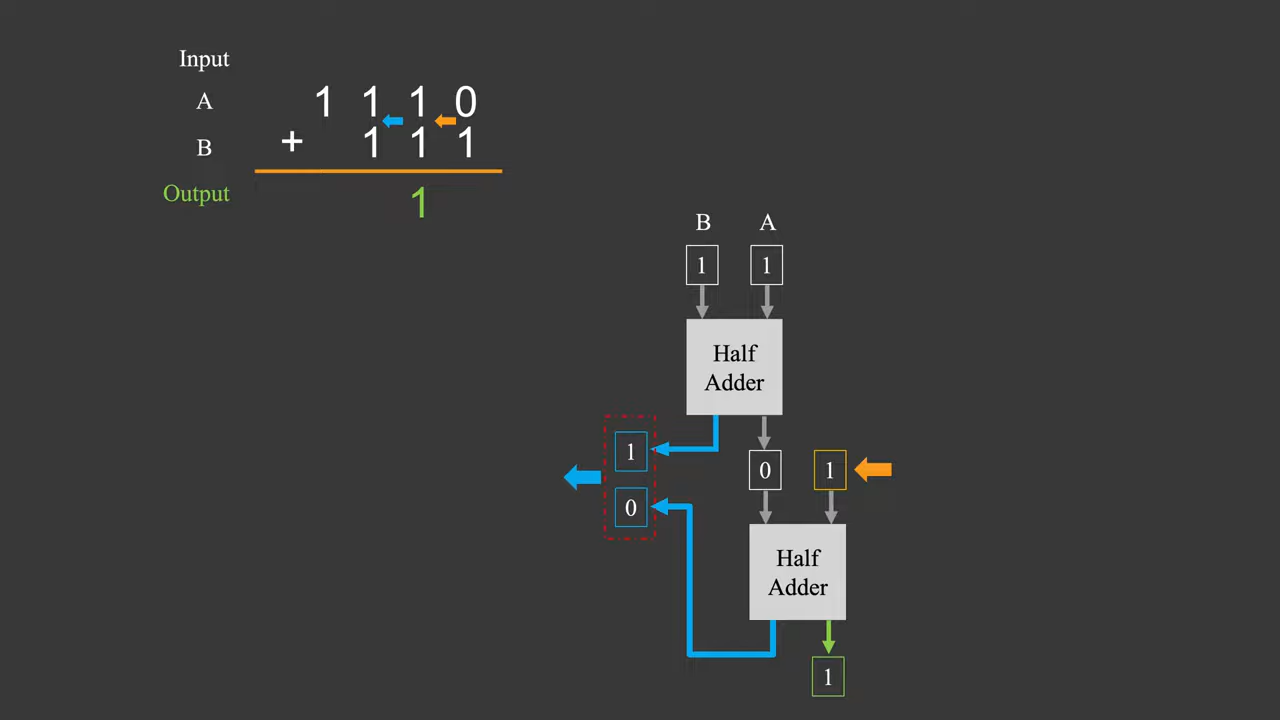 Input
A 1 1 1 0
B + 1 1 1
Output 1
B A
1 1
Half
Adder
1
0 1
0
Half
Adder
1